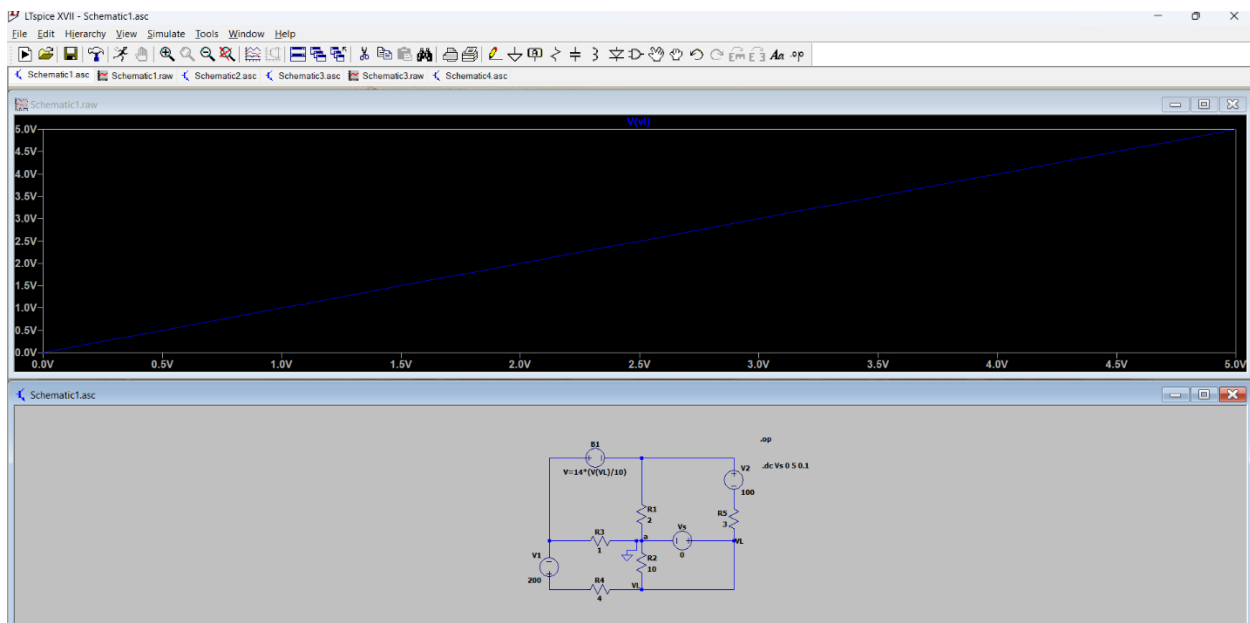 LTspice XVII - Schematic1.asc
File Edit Hierarchy View Simulate Tools Window Help
Aa .op
Schematic1.asc Schematic1.raw Schematic2.asc Schematic3.asc Schematic3.raw Schematic4.asc
Schematic1.raw
V(vl)
5.0V
4.5V
4.0V
3.5V
3.0V
2.5V
2.0V
1.5V
1.0V
0.5V
0.0V
0.0V 0.5V 1.0V 1.5V 2.0V 2.5V 3.0V 3.5V 4.0V 4.5V 5.0V
Schematic1.asc
B1
V=14*(V(VL)/10)
.op
.dc Vs 0 5 0.1
V2
100
R1
2
R5
3
R3
1
a
Vs
0
VL
V1
200
R2
10
R4
4
VL